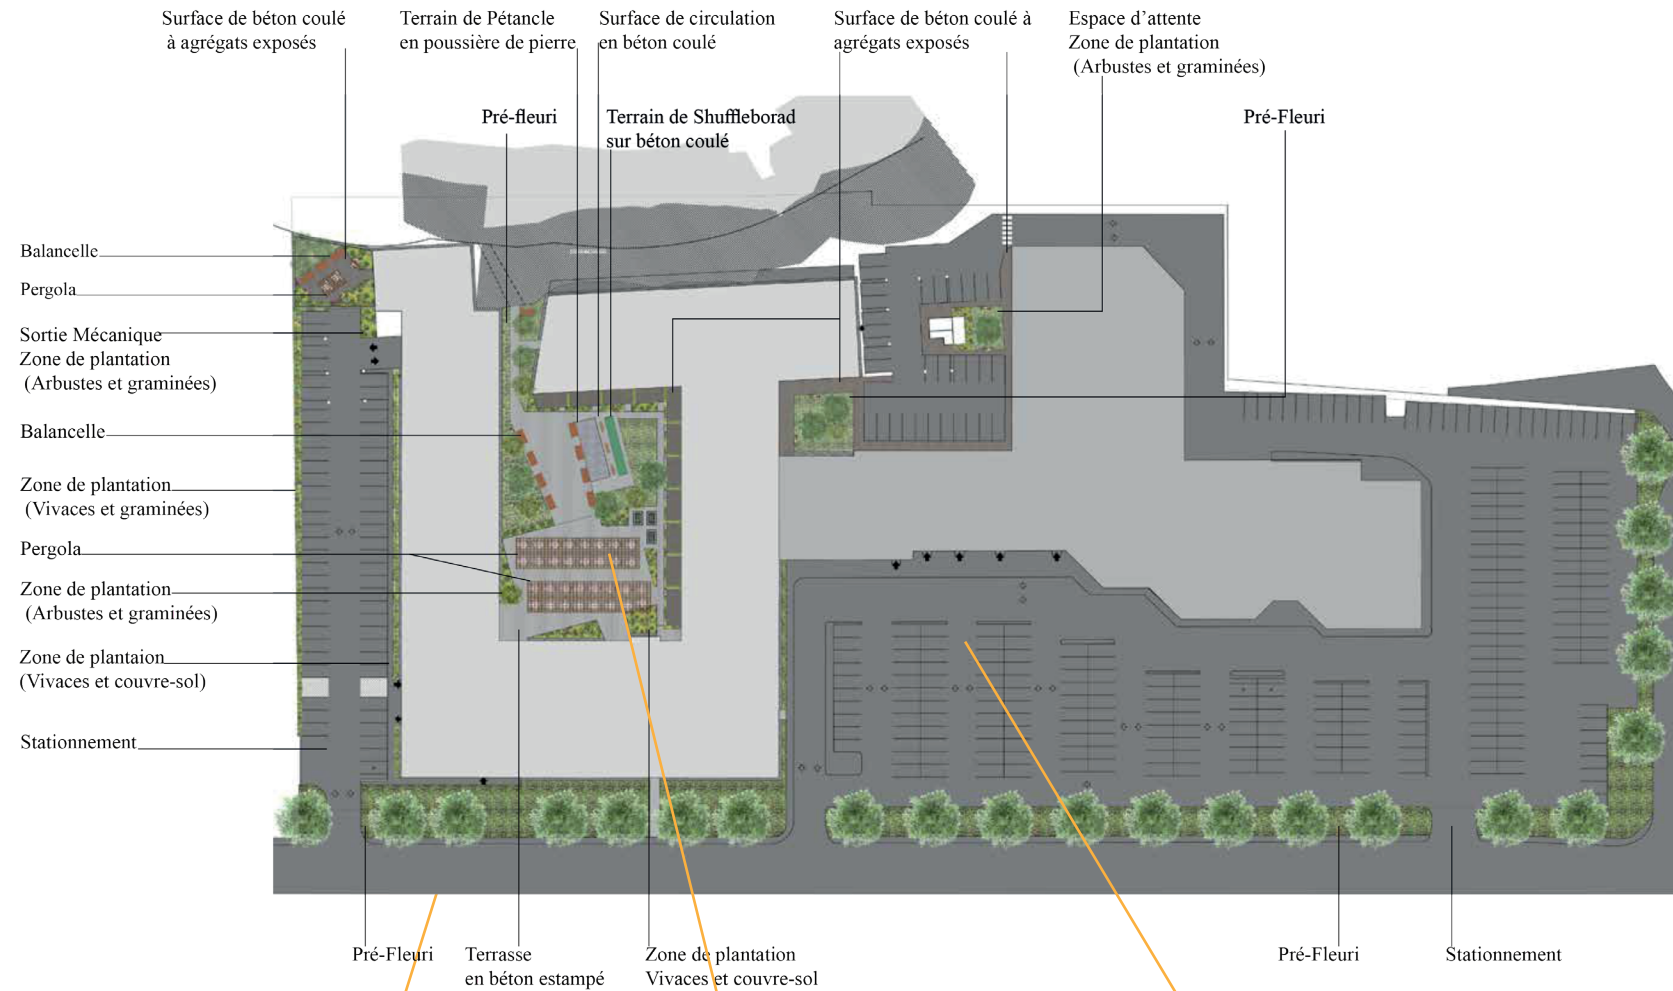 Surface de béton coulé
à agrégats exposés
Terrain de Pétancle
en poussière de pierre
Surface de circulation
en béton coulé
Surface de béton coulé à
agrégats exposés
Espace d'attente
Zone de plantation
(Arbustes et graminées)
Pré-fleuri
Terrain de Shuffleborad
sur béton coulé
Pré-Fleuri
Balancelle
Pergola
Sortie Mécanique
Zone de plantation
(Arbustes et graminées)
Balancelle
Zone de plantation
(Vivaces et graminées)
Pergola
Zone de plantation
(Arbustes et graminées)
Zone de plantaion
(Vivaces et couvre-sol)
Stationnement
Pré-Fleuri
Terrasse
en béton estampé
Zone de plantation
Vivaces et couvre-sol
Pré-Fleuri
Stationnement